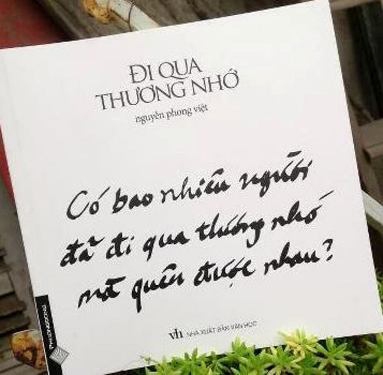 ĐI QUA
THƯƠNG NHỚ
nguyễn phong việt
Có bao nhiêu người
đã đi qua thương nhớ
mà quên được nhau?
PHUONGDONG
vh NHÀ XUẤT BẢN VĂN HỌC